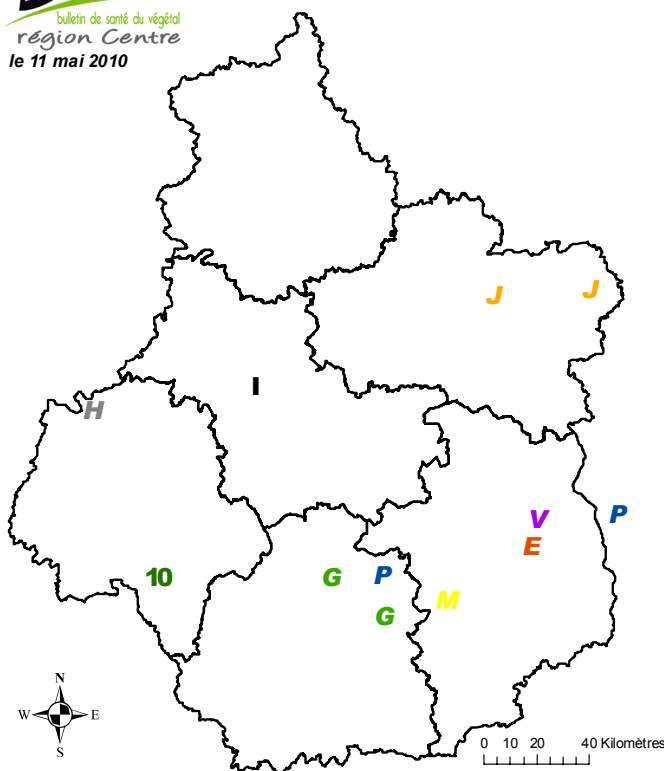 bulletin de santé du végétal
région Centre
le 11 mai 2010
J J
I
H
V P
E
10 G P
M
G
N
W E
S
0 10 20 40 Kilomètres